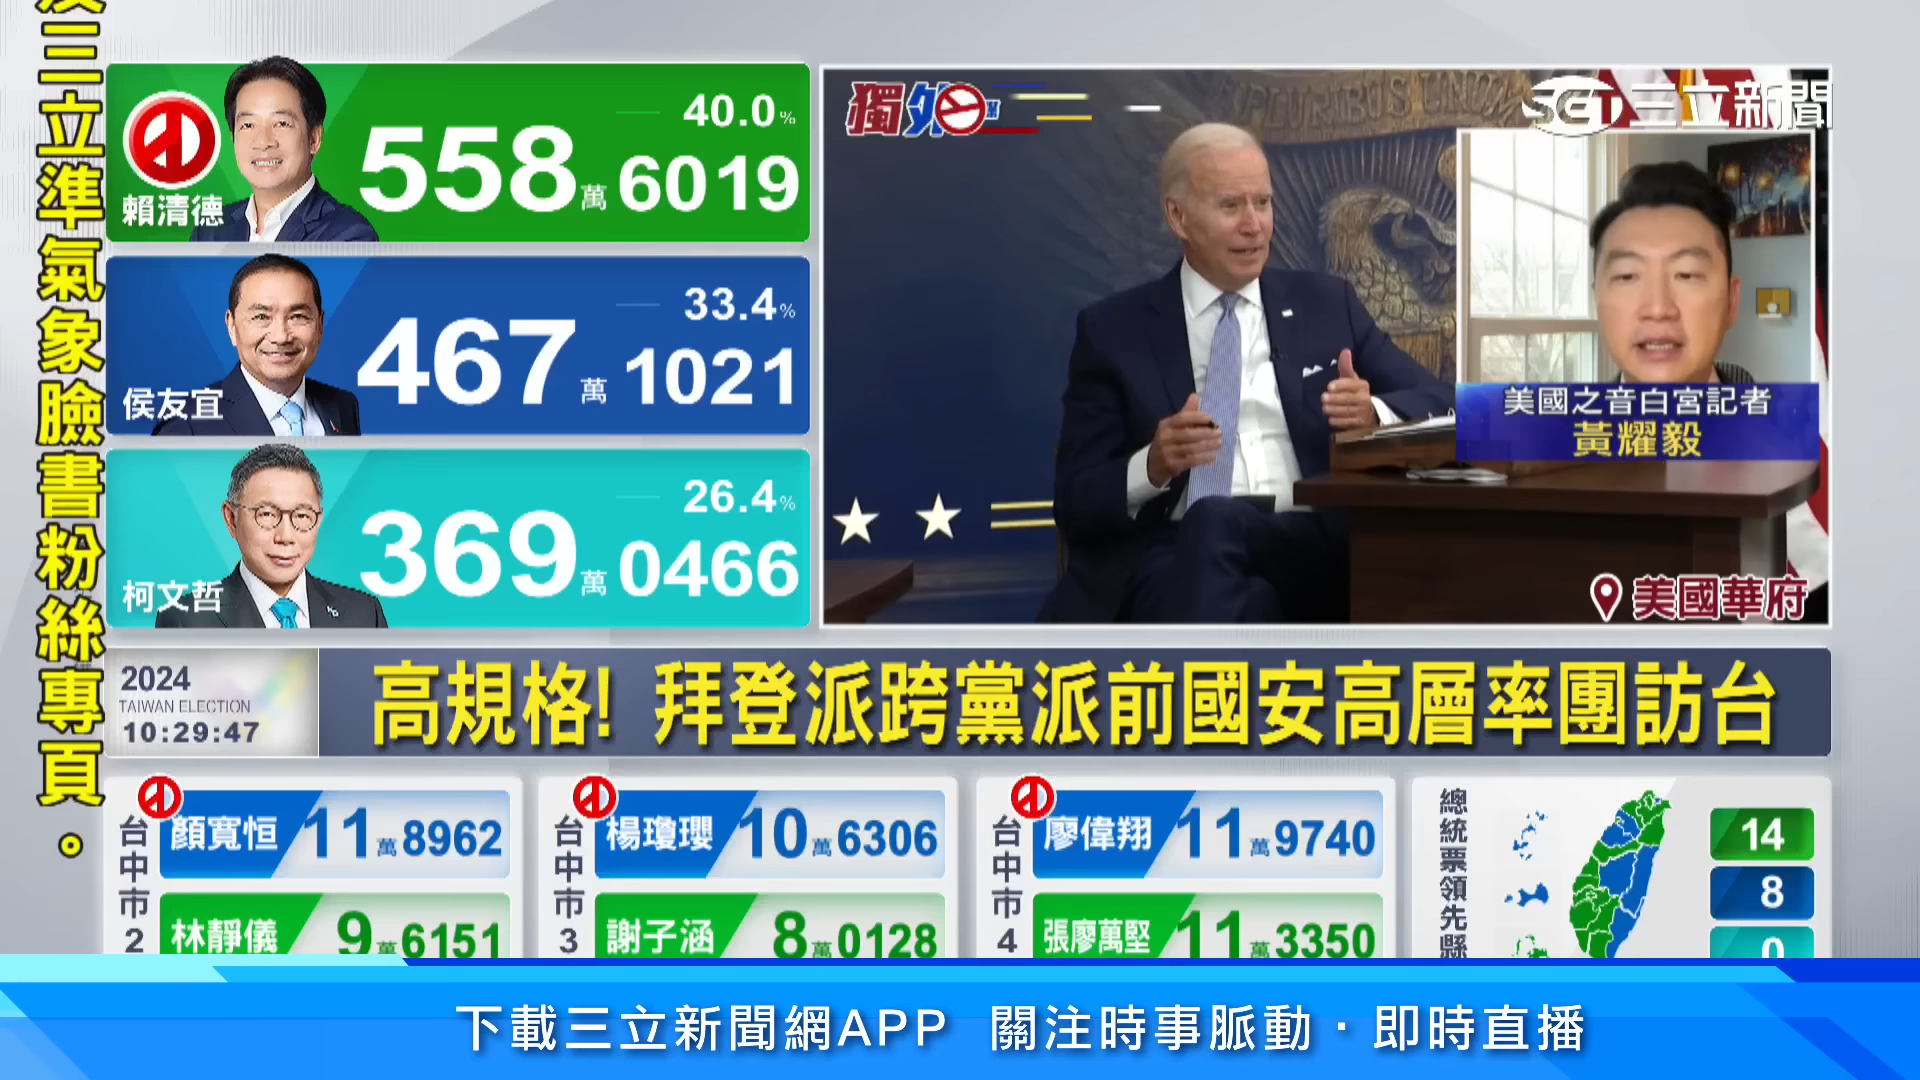 三立準氣象臉書粉絲專頁。
40.0%
558萬6019
賴清德
33.4%
467萬1021
侯友宜
26.4%
369萬0466
柯文哲
獨
外
SET三立新聞
美國之音白宮記者
黃耀毅
美國華府
2024
TAIWAN ELECTION
10:29:47
高規格! 拜登派跨黨派前國安高層率團訪台
台中市2
顏寬恒 11萬8962
林靜儀 9萬6151
台中市3
楊瓊瓔 10萬6306
謝子涵 8萬0128
台中市4
廖偉翔 11萬9740
張廖萬堅 11萬3350
總統票領先縣
14
8
0
下載三立新聞網APP 關注時事脈動·即時直播